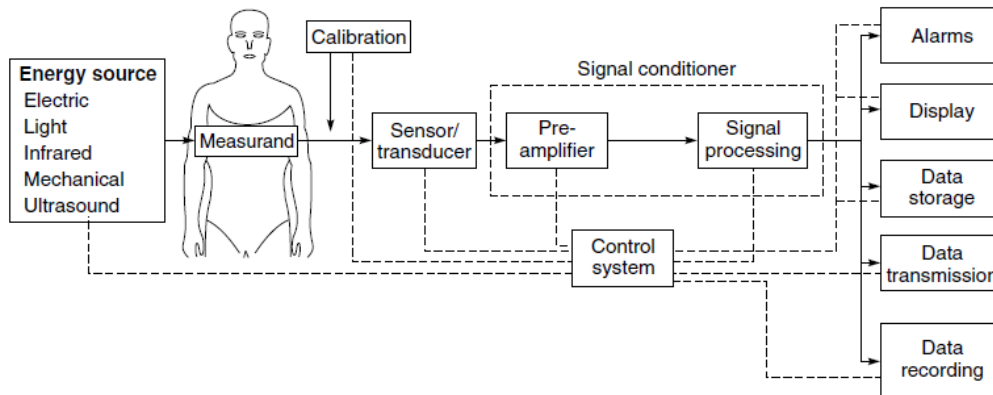 Energy source
Electric
Light
Infrared
Mechanical
Ultrasound
Measurand
Calibration
Sensor/
transducer
Signal conditioner
Pre-
amplifier
Signal
processing
Control
system
Alarms
Display
Data
storage
Data
transmission
Data
recording